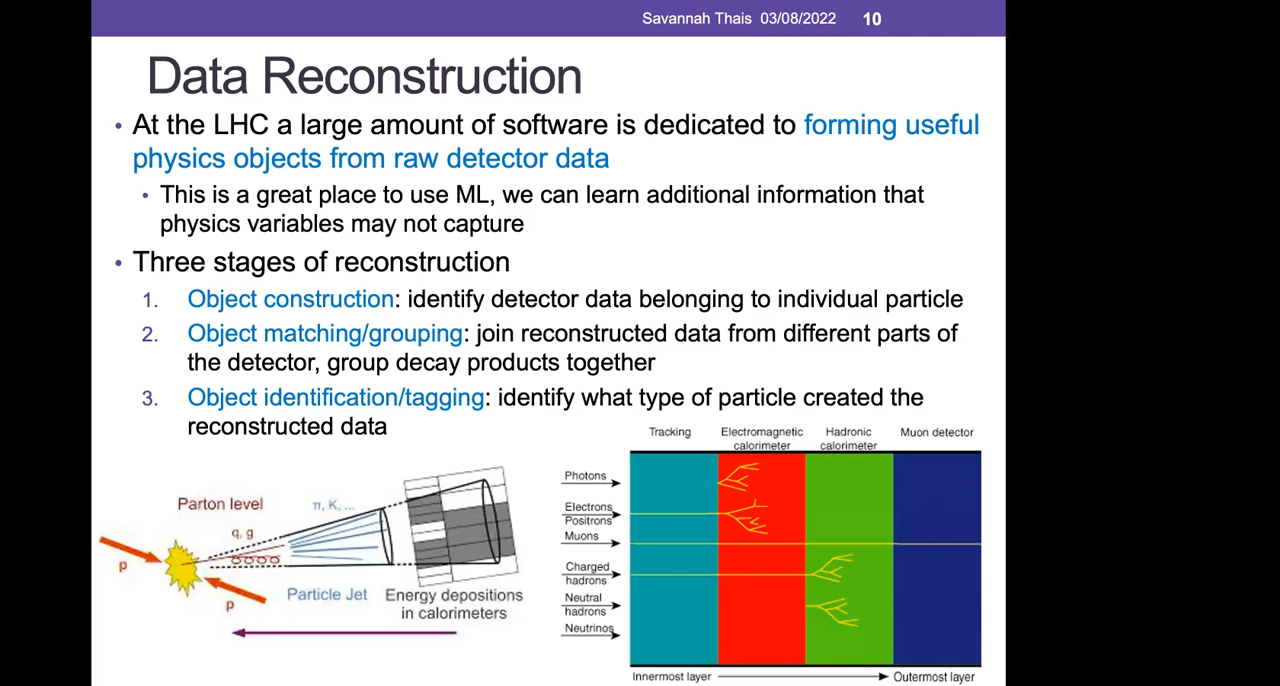 Savannah Thais 03/08/2022 10
Data Reconstruction
• At the LHC a large amount of software is dedicated to forming useful
physics objects from raw detector data
• This is a great place to use ML, we can learn additional information that
physics variables may not capture
• Three stages of reconstruction
1. Object construction: identify detector data belonging to individual particle
2. Object matching/grouping: join reconstructed data from different parts of
the detector, group decay products together
3. Object identification/tagging: identify what type of particle created the
reconstructed data
Parton level
π, K, ...
q, g
p
p
Particle Jet
Energy depositions
in calorimeters
Tracking
Electromagnetic
calorimeter
Hadronic
calorimeter
Muon detector
Photons
Electrons
Positrons
Muons
Charged
hadrons
Neutral
hadrons
Neutrinos
Innermost layer
Outermost layer